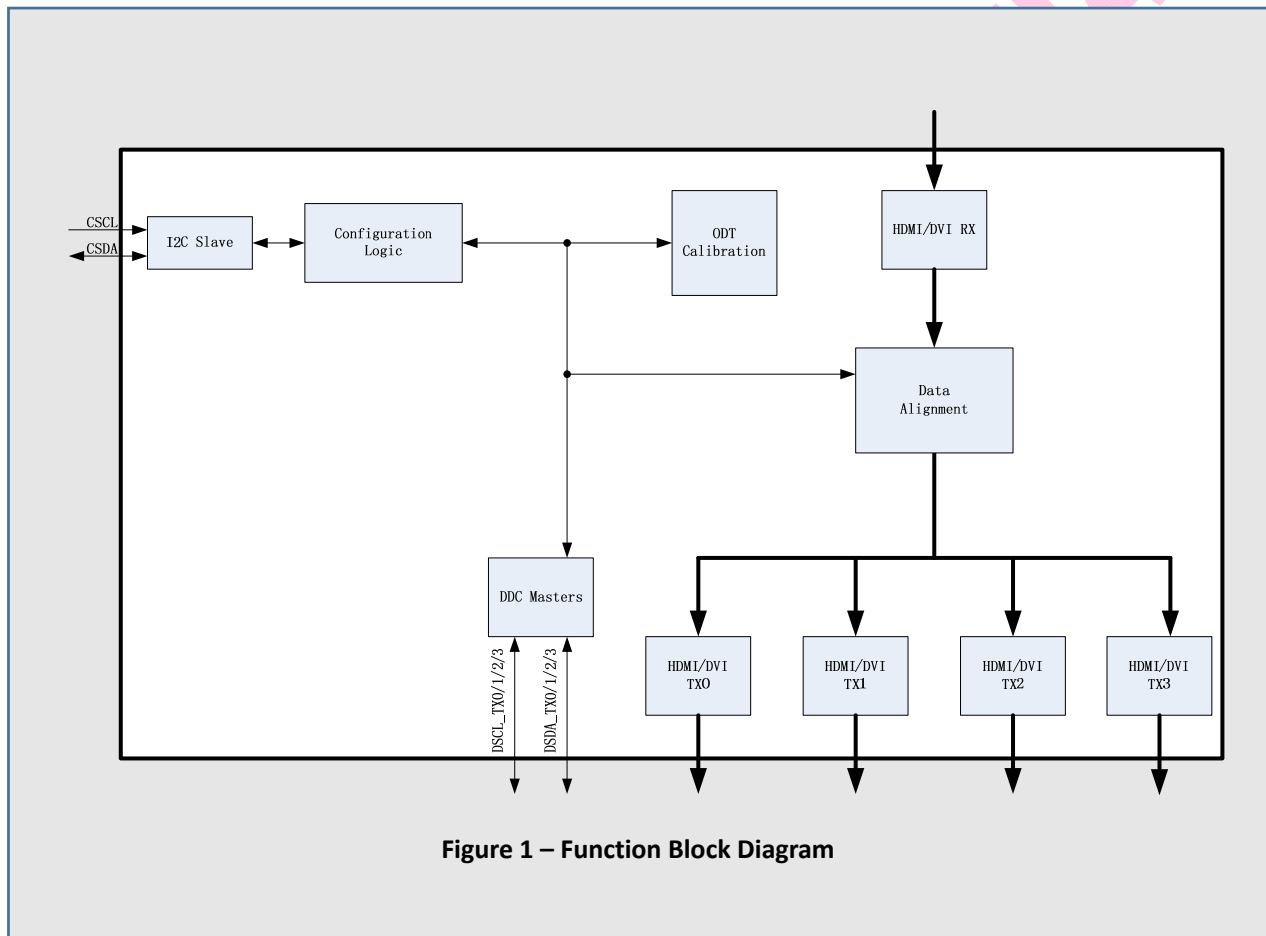 CSCL
CSDA
I2C Slave
Configuration
Logic
ODT
Calibration
HDMI/DVI RX
Data
Alignment
DDC Masters
DSCL_TX0/1/2/3
DSDA_TX0/1/2/3
HDMI/DVI
TX0
HDMI/DVI
TX1
HDMI/DVI
TX2
HDMI/DVI
TX3
Figure 1 – Function Block Diagram